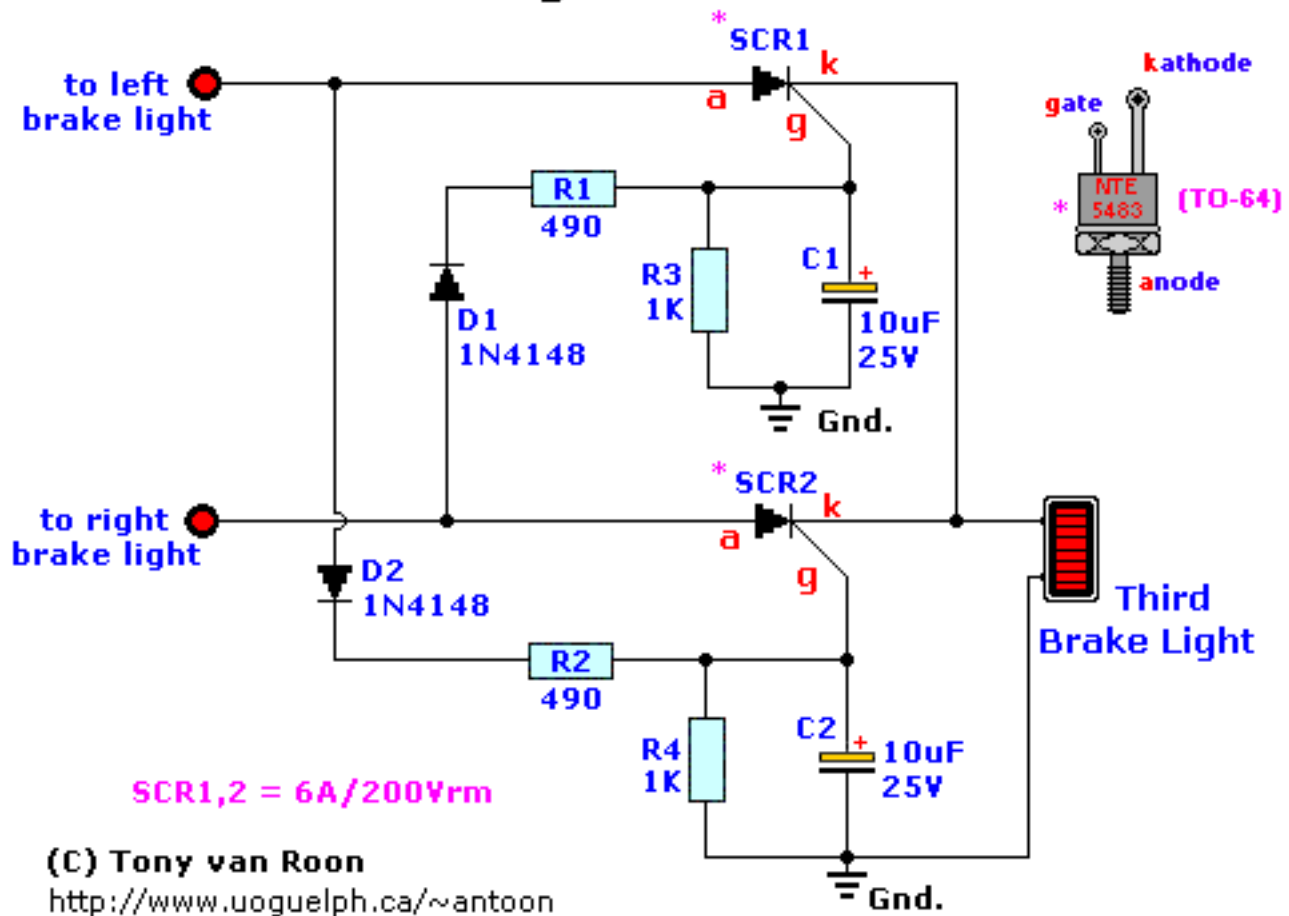 *
SCR1
k
a
g
to left
brake light
kathode
gate
NTE
5483
*
(TO-64)
anode
R1
490
R3
1K
C1
+
10uF
25V
D1
1N4148
Gnd.
*
SCR2
k
a
g
to right
brake light
D2
1N4148
Third
Brake Light
R2
490
R4
1K
C2
+
10uF
25V
SCR1,2 = 6A/200Vrm
Gnd.
(C) Tony van Roon
http://www.uoguelph.ca/~antoon